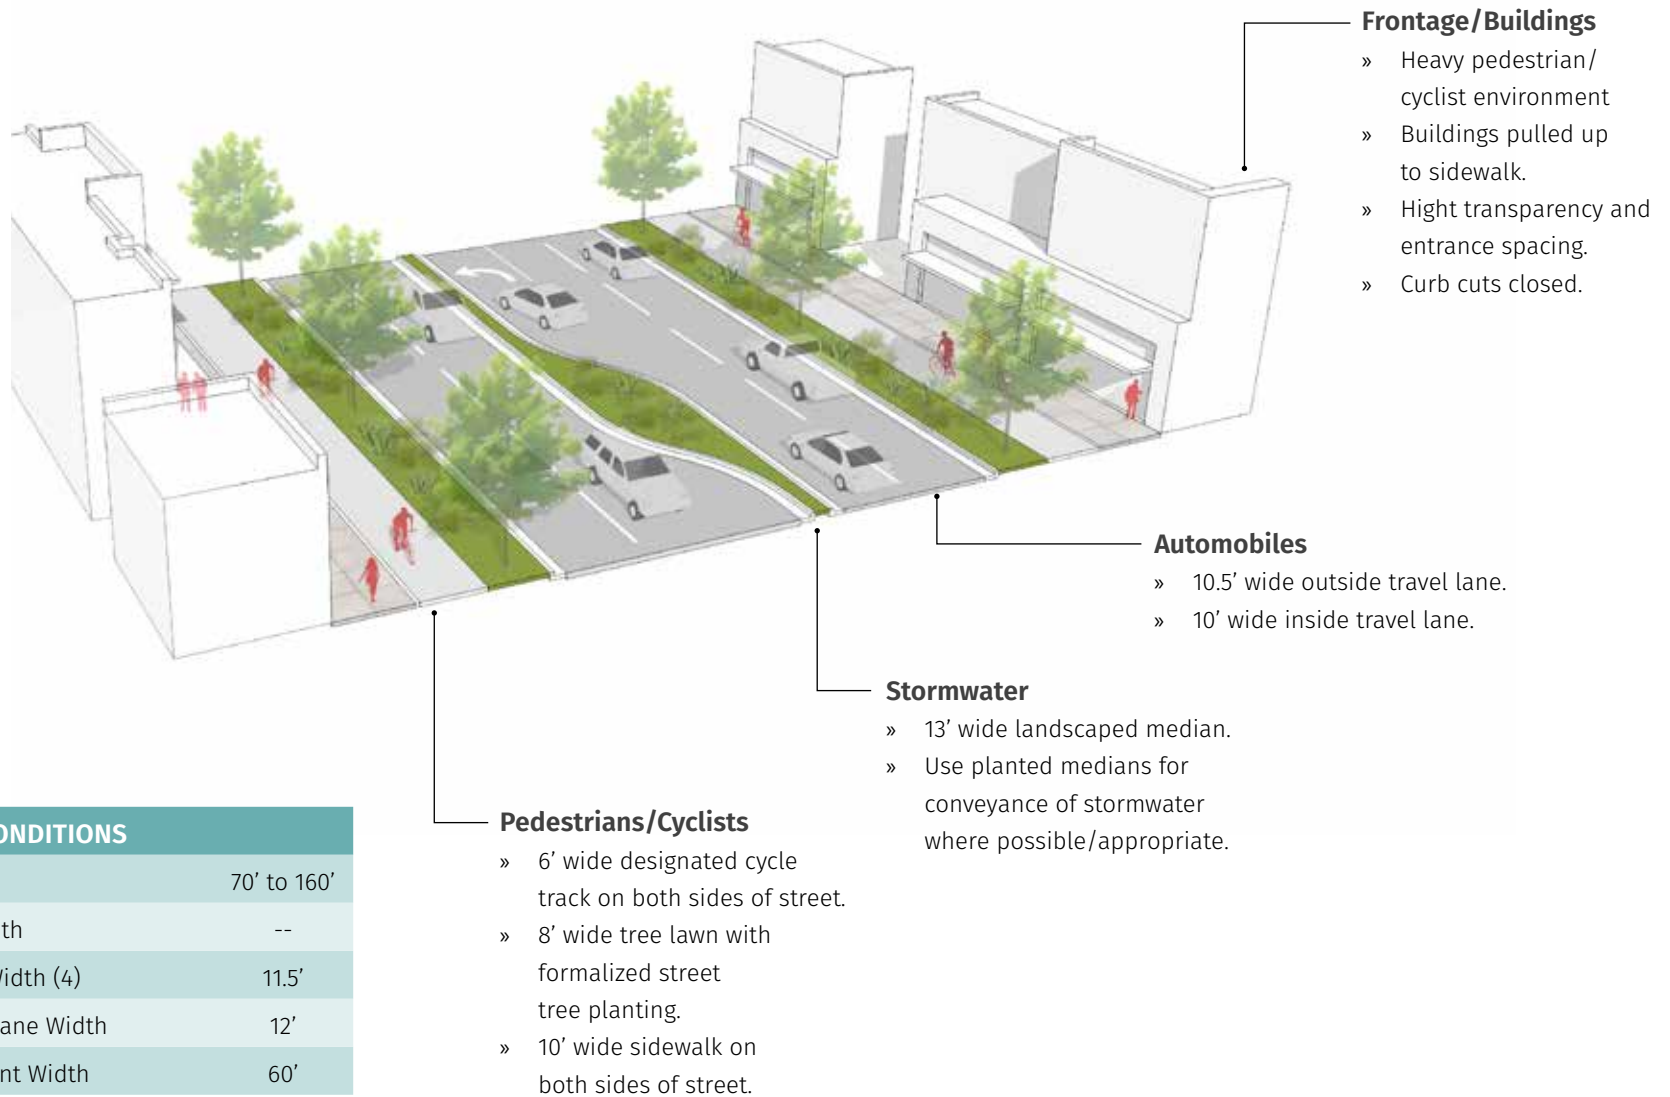 Frontage/Buildings
» Heavy pedestrian/
cyclist environment
» Buildings pulled up
to sidewalk.
» Hight transparency and
entrance spacing.
» Curb cuts closed.
Automobiles
» 10.5’ wide outside travel lane.
» 10’ wide inside travel lane.
Stormwater
» 13’ wide landscaped median.
» Use planted medians for
conveyance of stormwater
where possible/appropriate.
Pedestrians/Cyclists
» 6’ wide designated cycle
track on both sides of street.
» 8’ wide tree lawn with
formalized street
tree planting.
» 10’ wide sidewalk on
both sides of street.
70’ to 160’
--
(4) 11.5’
Width 12’
Width 60’